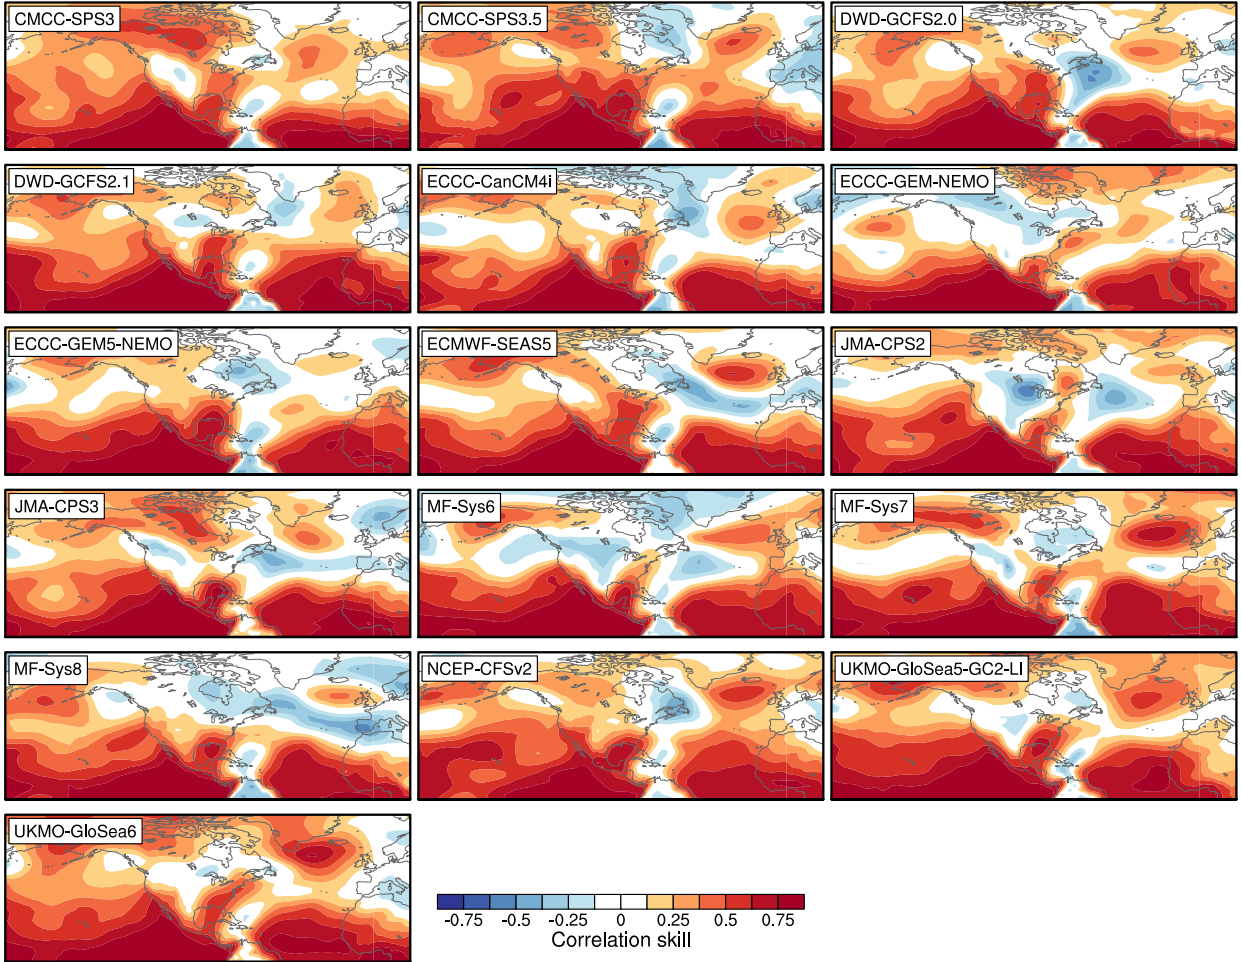 CMCC-SPS3
CMCC-SPS3.5
DWD-GCFS2.0
DWD-GCFS2.1
ECCC-CanCM4i
ECCC-GEM-NEMO
ECCC-GEM5-NEMO
ECMWF-SEAS5
JMA-CPS2
JMA-CPS3
MF-Sys6
MF-Sys7
MF-Sys8
NCEP-CFSv2
UKMO-GloSea5-GC2-LI
UKMO-GloSea6
-0.75 -0.5 -0.25 0 0.25 0.5 0.75
Correlation skill